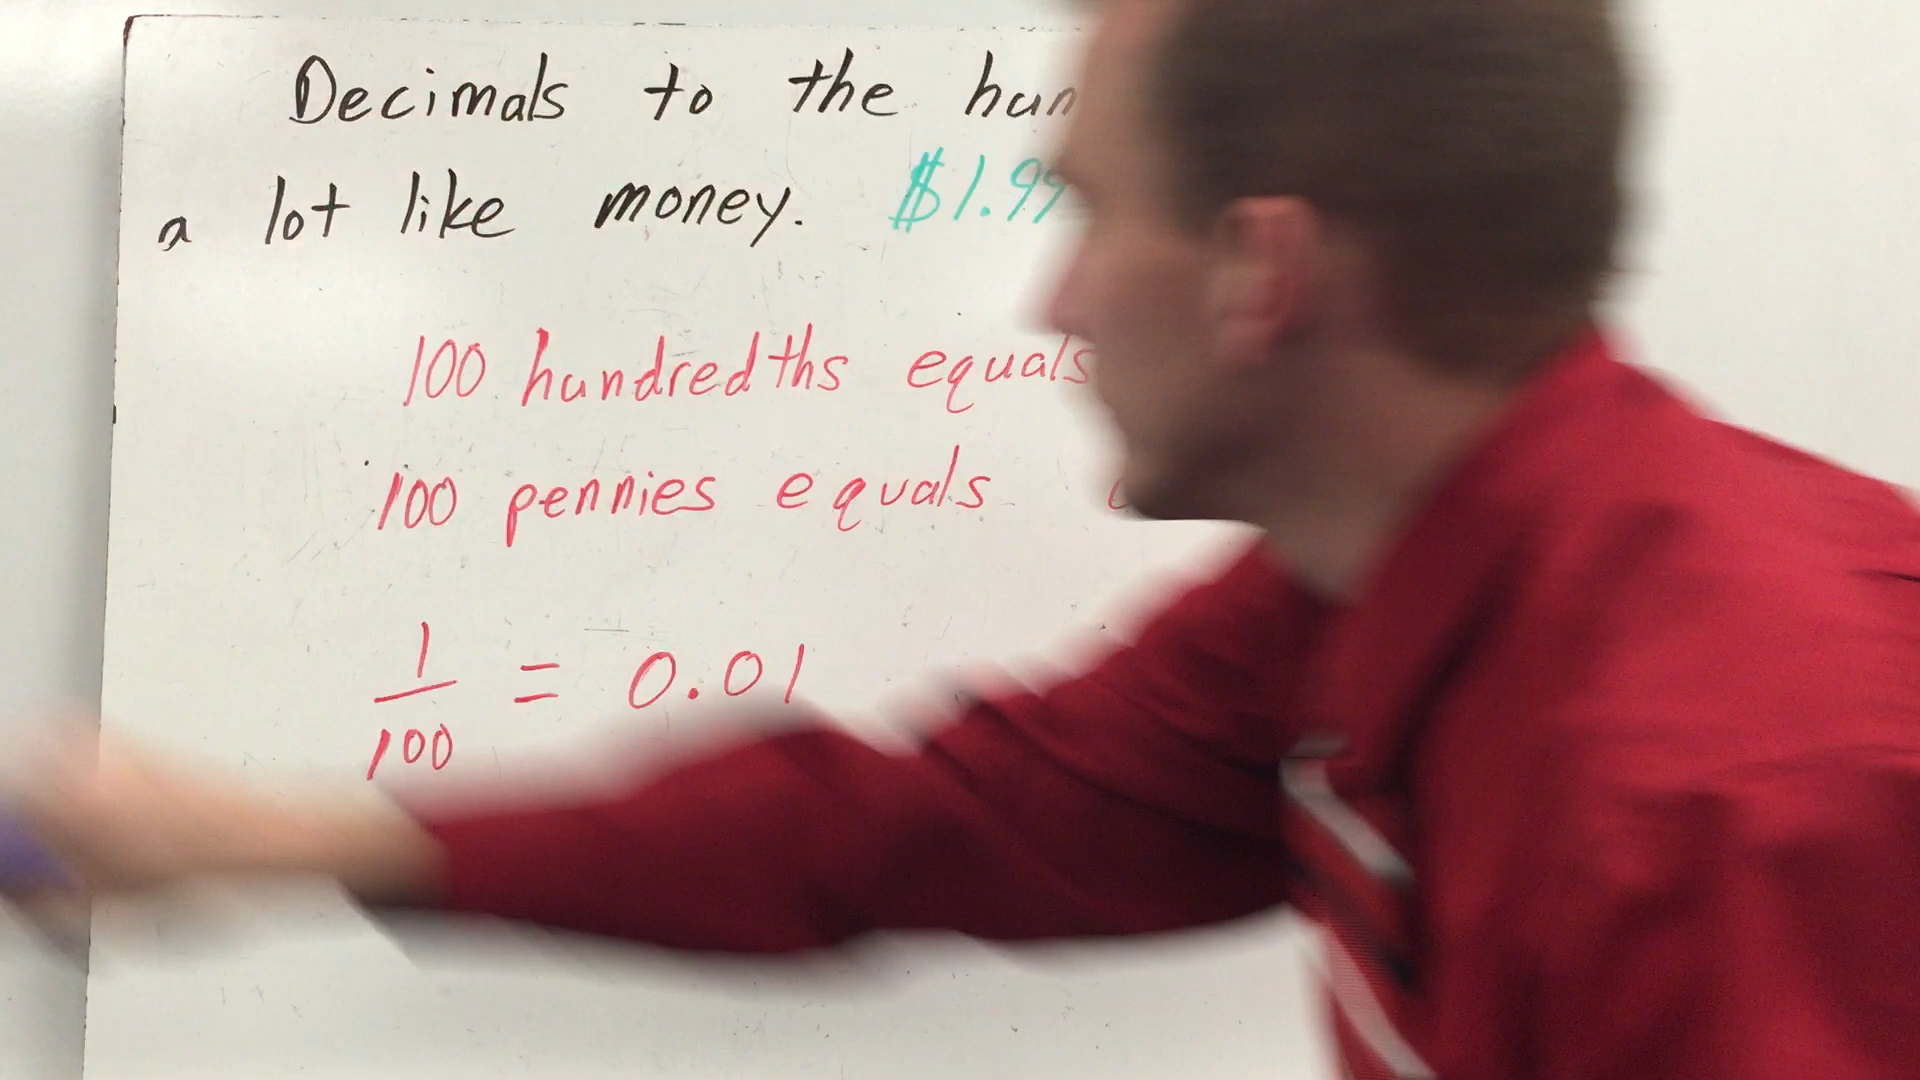 Decimals to the hun
a lot like money. $1.99
100 hundredths equals
100 pennies equals
1
100
= 0.01